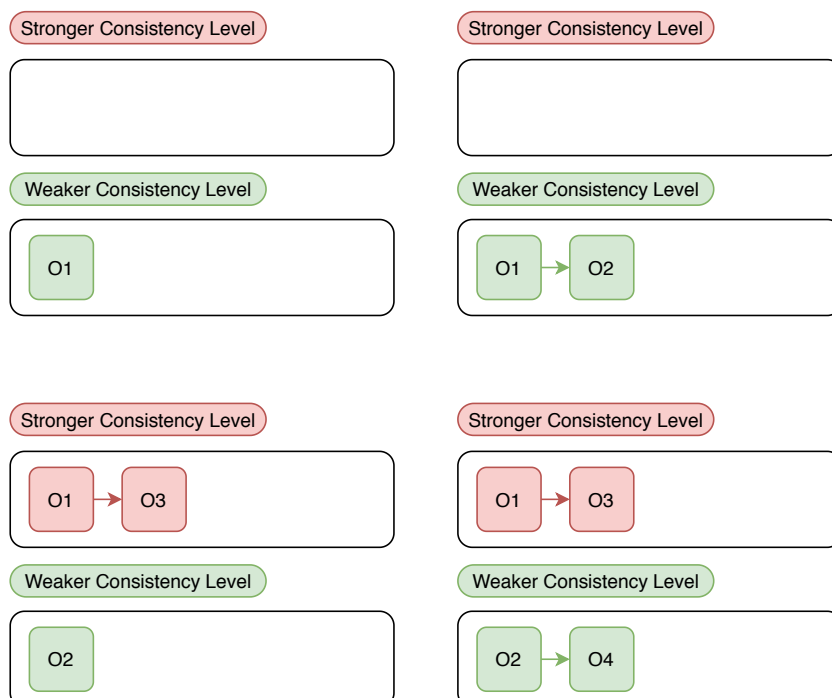 Stronger Consistency Level
Weaker Consistency Level
O1
Stronger Consistency Level
Weaker Consistency Level
O1 O2
Stronger Consistency Level
O1 O3
Weaker Consistency Level
O2
Stronger Consistency Level
O1 O3
Weaker Consistency Level
O2 O4